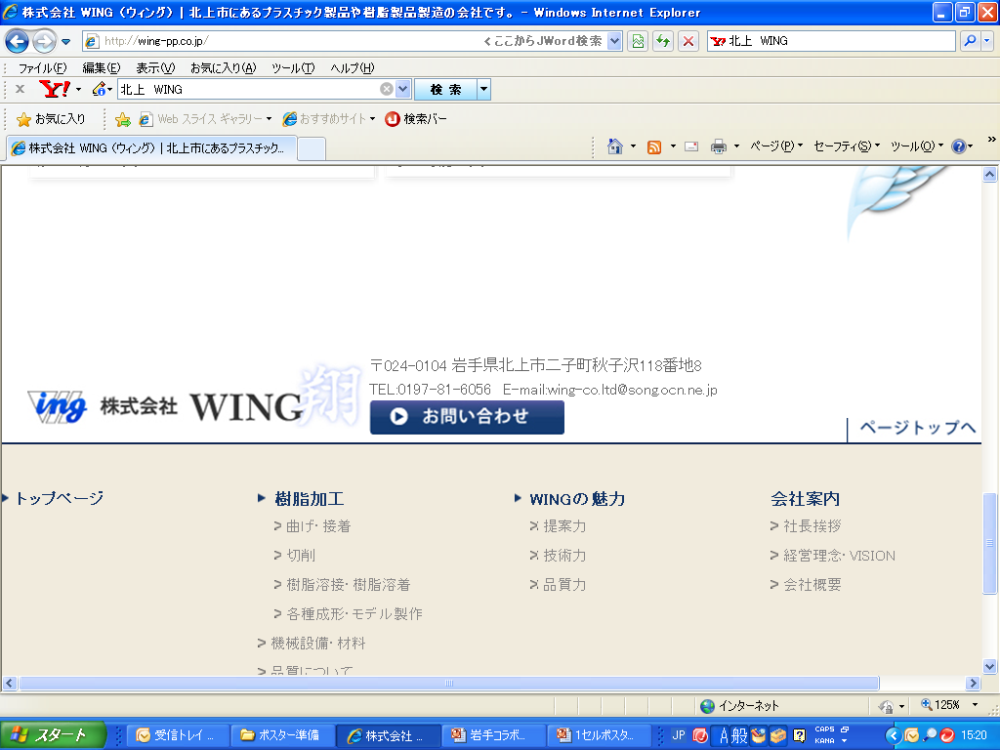 株式会社 WING（ウィング）| 北上市にあるプラスチック製品や樹脂製品製造の会社です。 - Windows Internet Explorer
http://wing-pp.co.jp/
<ここからJWord検索
北上 WING
ファイル(F) 編集(E) 表示(V) お気に入り(A) ツール(T) ヘルプ(H)
× Y! 北上 WING 検 索
お気に入り Web スライス ギャラリー おすすめサイト 検索バー
株式会社 WING（ウィング）| 北上市にあるプラスチック...
ページ(P) セーフティ(S) ツール(O)
〒024-0104 岩手県北上市二子町秋子沢118番地8
TEL:0197-81-6056 E-mail:wing-co.ltd@song.ocn.ne.jp
ing 株式会社 WING 翔
お問い合わせ
ページトップへ
トップページ
樹脂加工
> 曲げ・接着
> 切削
> 樹脂溶接・樹脂溶着
> 各種成形・モデル製作
> 機械設備・材料
> 品質について
WINGの魅力
> 提案力
> 技術力
> 品質力
会社案内
> 社長挨拶
> 経営理念・VISION
> 会社概要
インターネット
125%
スタート
受信トレイ ...
ポスター準備
株式会社 ...
岩手コラボ...
1セルポスタ...
JP
A 般
CAPS
KANA
15:20